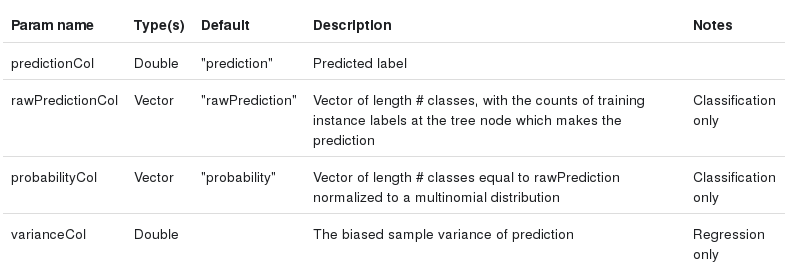 Param name Type(s) Default Description Notes
predictionCol Double "prediction" Predicted label
rawPredictionCol Vector "rawPrediction" Vector of length # classes, with the counts of training Classification
instance labels at the tree node which makes the only
prediction
probabilityCol Vector "probability" Vector of length # classes equal to rawPrediction Classification
normalized to a multinomial distribution only
varianceCol Double The biased sample variance of prediction Regression
only